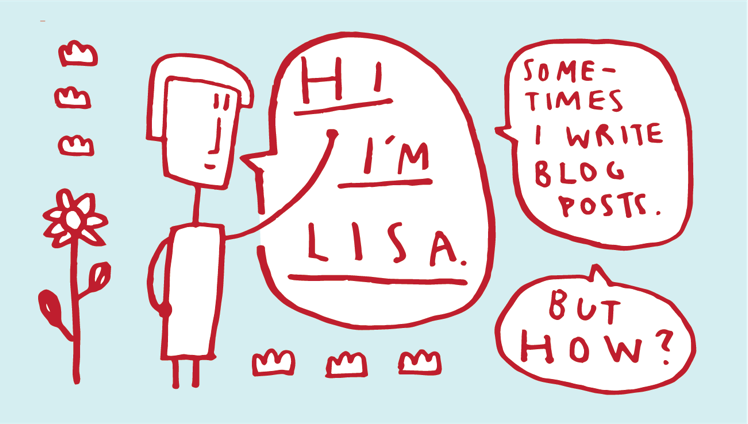 HI
I'M
LISA.
SOME-
TIMES
I WRITE
BLOG
POSTS.
BUT
HOW?